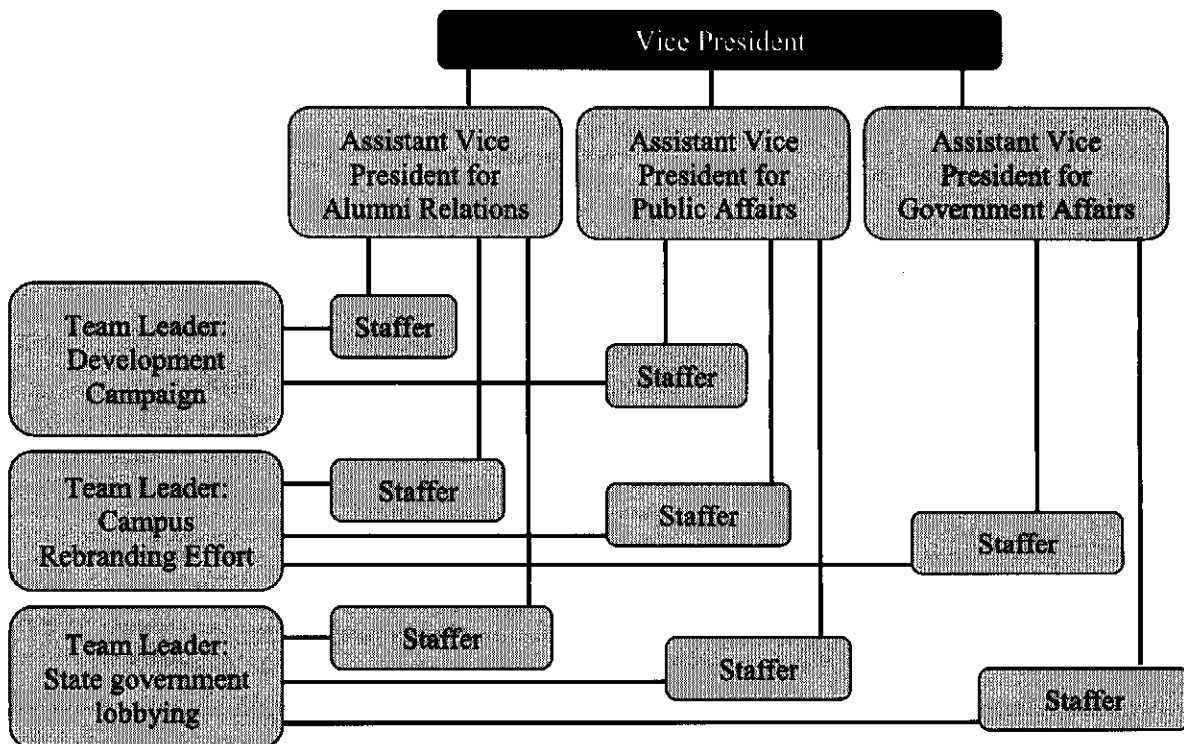 Vice President
Assistant Vice
President for
Alumni Relations
Assistant Vice
President for
Public Affairs
Assistant Vice
President for
Government Affairs
Team Leader:
Development
Campaign
Staffer
Staffer
Team Leader:
Campus
Rebranding Effort
Staffer
Staffer
Staffer
Team Leader:
State government
lobbying
Staffer
Staffer
Staffer